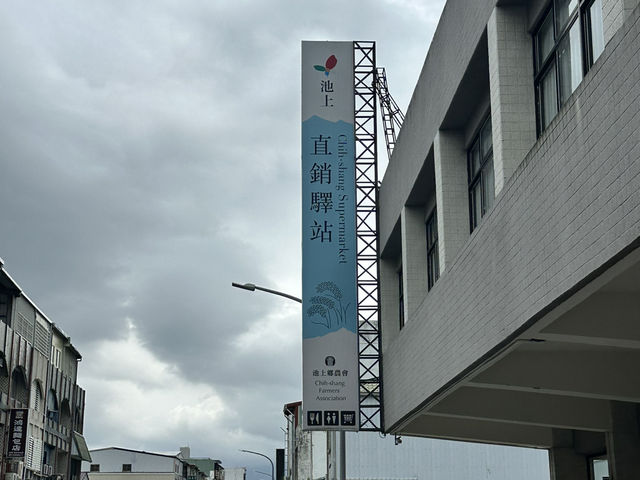 池上
直銷驛站
Chih-shang Supermarket
池上鄉農會
Chih-shang
Farmers
Association